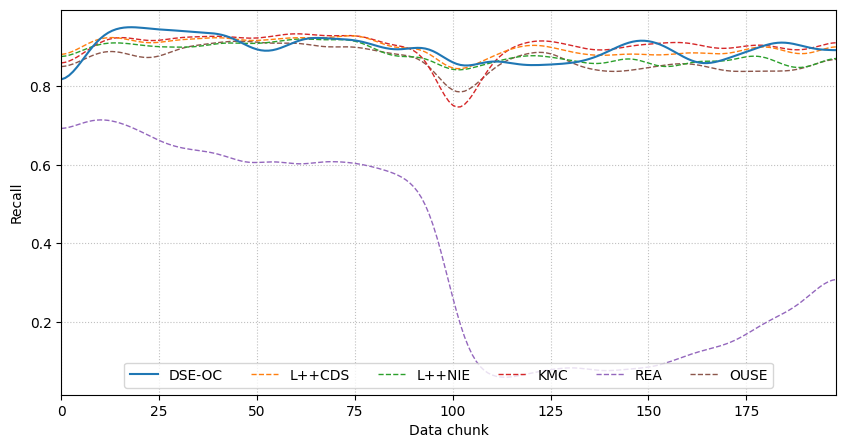 0.8
0.6
0.4
0.2
Recall
DSE-OC L++CDS L++NIE KMC REA OUSE
0 25 50 75 100 125 150 175
Data chunk